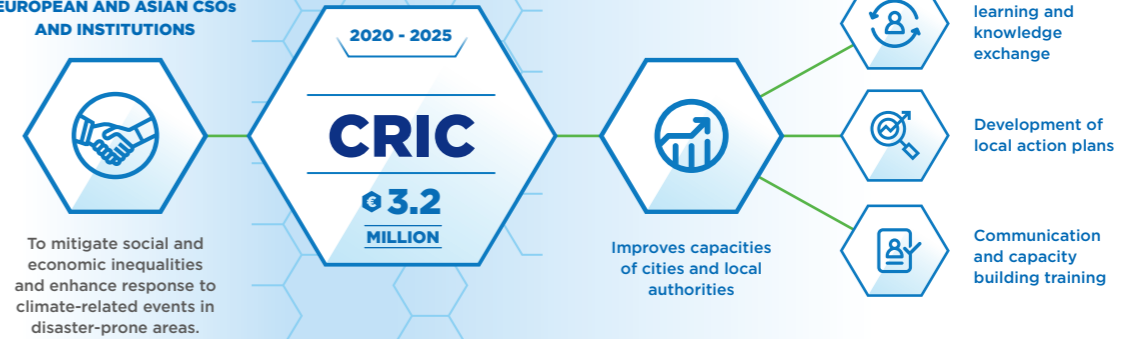 EUROPEAN AND ASIAN CSOs
AND INSTITUTIONS
To mitigate social and
economic inequalities
and enhance response to
climate-related events in
disaster-prone areas.
2020 - 2025
CRIC
€ 3.2
MILLION
Improves capacities
of cities and local
authorities
learning and
knowledge
exchange
Development of
local action plans
Communication
and capacity
building training